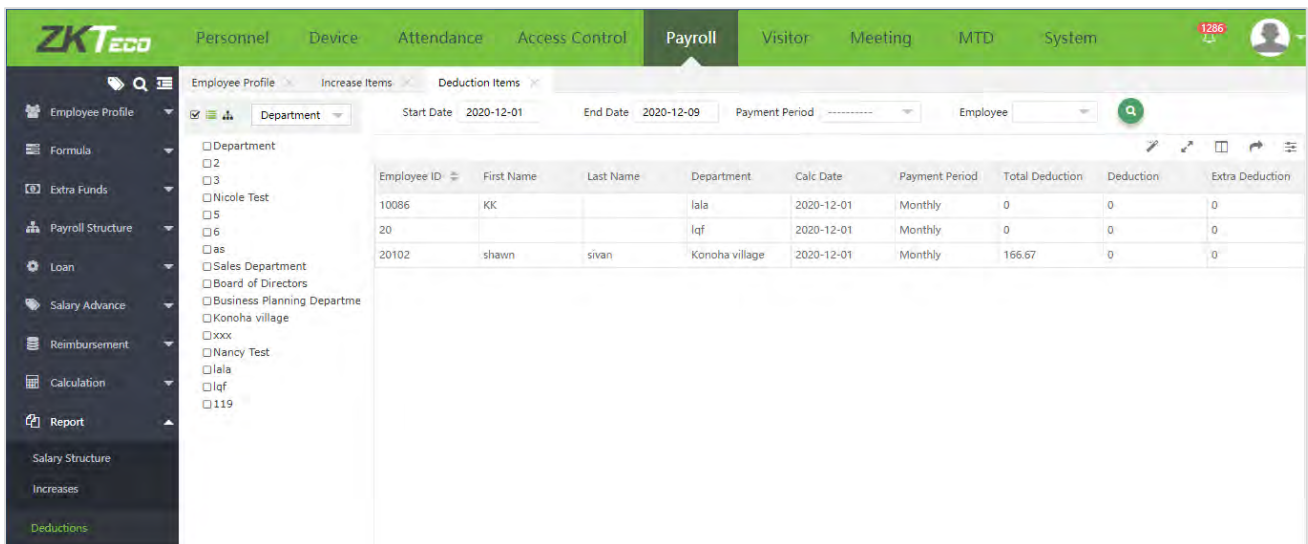 ZKTeco
Personnel Device Attendance Access Control Payroll Visitor Meeting MTD System
1286
Employee Profile Increase Items Deduction Items
Employee Profile
Formula
Extra Funds
Payroll Structure
Loan
Salary Advance
Reimbursement
Calculation
Report
Salary Structure
Increases
Deductions
Department
Department
2
3
Nicole Test
5
6
as
Sales Department
Board of Directors
Business Planning Departme
Konoha village
xxx
Nancy Test
lala
lqf
119
Start Date 2020-12-01 End Date 2020-12-09 Payment Period ---------- Employee
Employee ID First Name Last Name Department Calc Date Payment Period Total Deduction Deduction Extra Deduction
10086 KK lala 2020-12-01 Monthly 0 0 0
20 lqf 2020-12-01 Monthly 0 0 0
20102 shawn sivan Konoha village 2020-12-01 Monthly 166.67 0 0